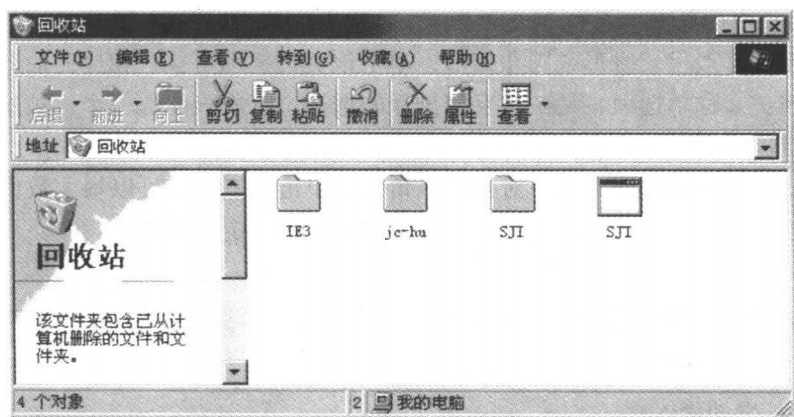 回收站
文件(F) 编辑(E) 查看(V) 转到(G) 收藏(A) 帮助(H)
后退 前进 向上 剪切 复制 粘贴 撤消 删除 属性 查看
地址 回收站
IE3 jc-hu SJI SJI
回收站
该文件夹包含已从计
算机删除的文件和文
件夹。
4 个对象 2 我的电脑